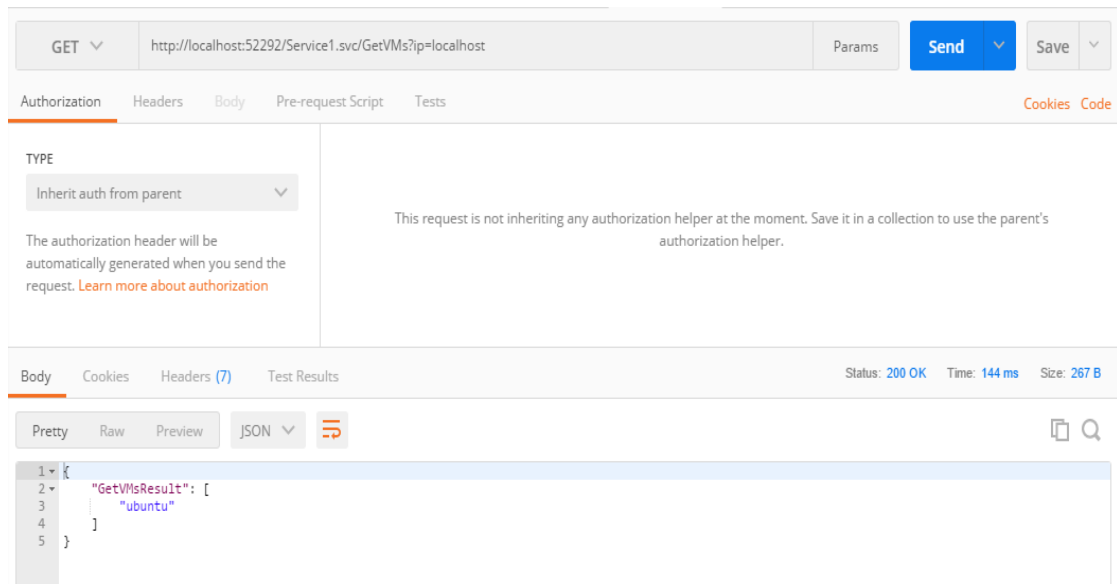 GET http://localhost:52292/Service1.svc/GetVMs?ip=localhost Params Send Save
Authorization Headers Body Pre-request Script Tests Cookies Code
TYPE
Inherit auth from parent
The authorization header will be
automatically generated when you send the
request. Learn more about authorization
This request is not inheriting any authorization helper at the moment. Save it in a collection to use the parent's
authorization helper.
Body Cookies Headers (7) Test Results Status: 200 OK Time: 144 ms Size: 267 B
Pretty Raw Preview JSON
1 {
2 "GetVMsResult": [
3 "ubuntu"
4 ]
5 }